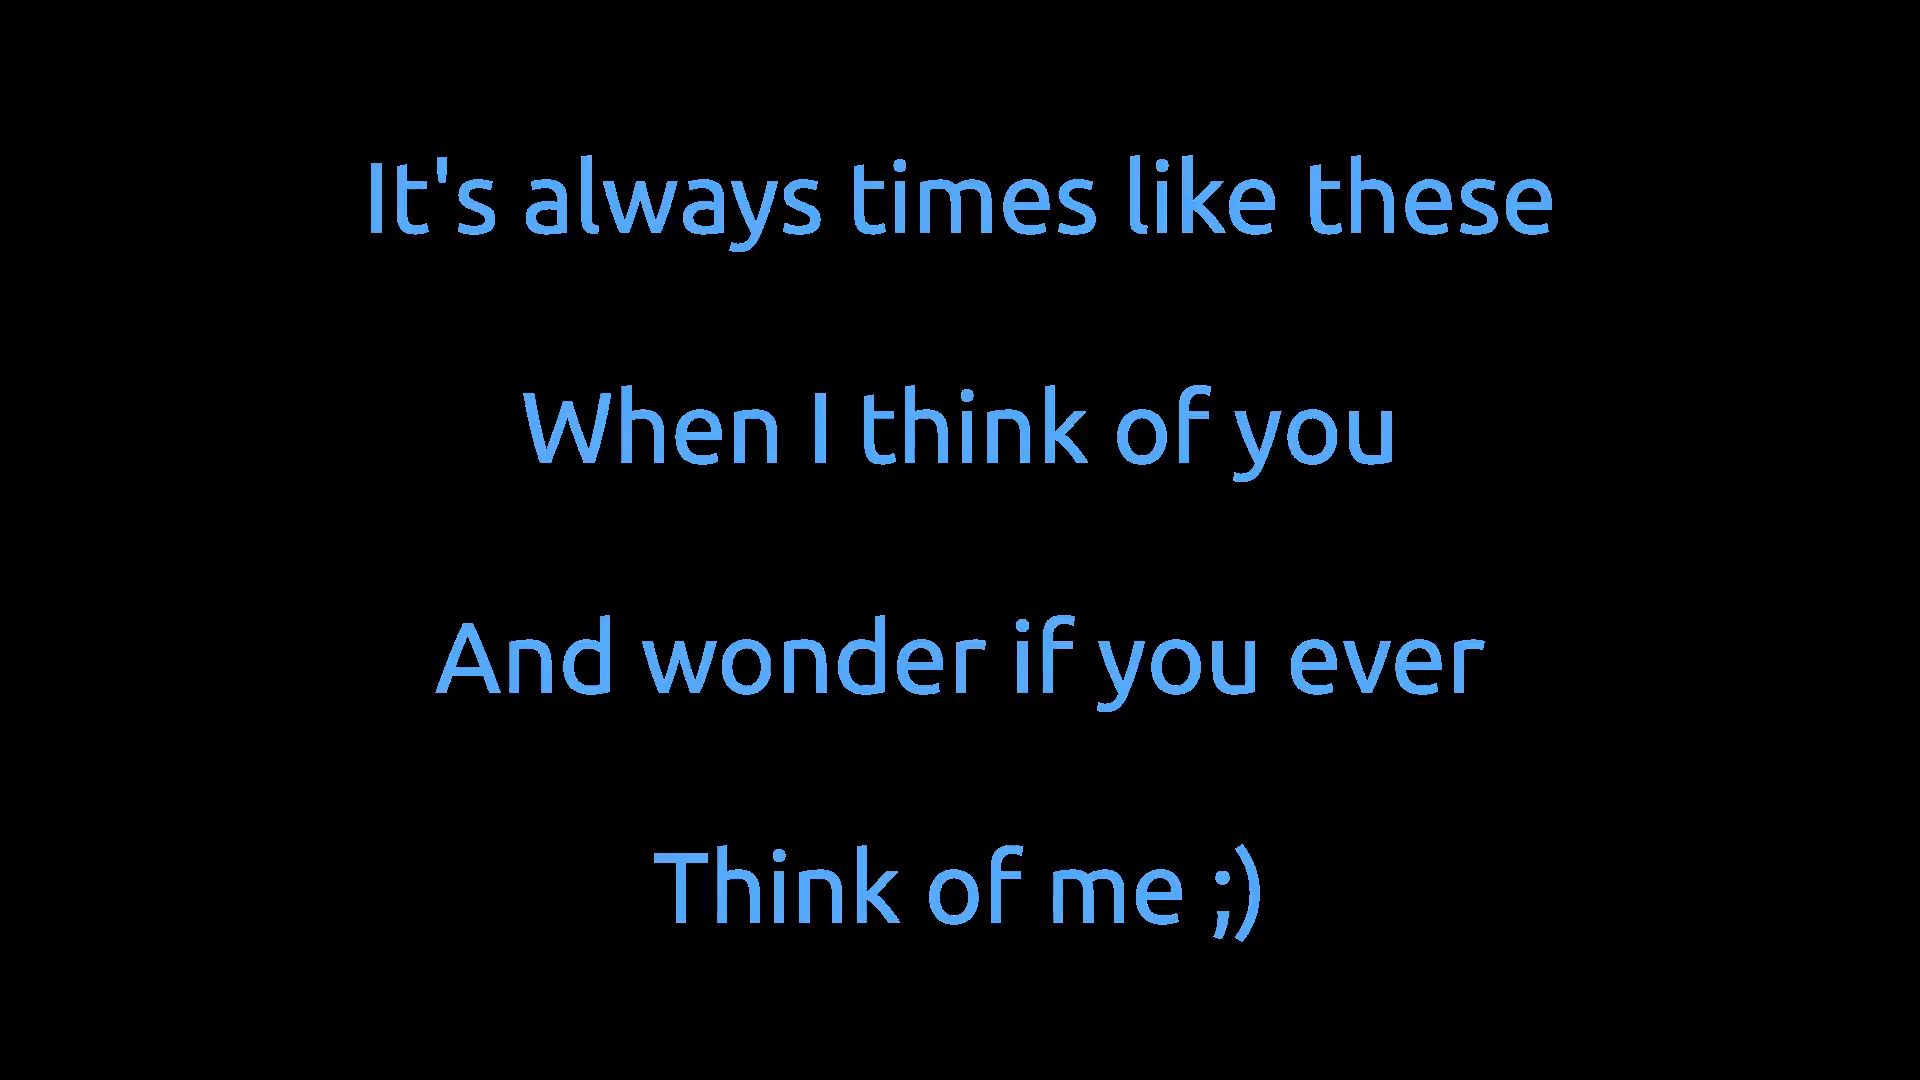 It's always times like these
When I think of you
And wonder if you ever
Think of me ;)